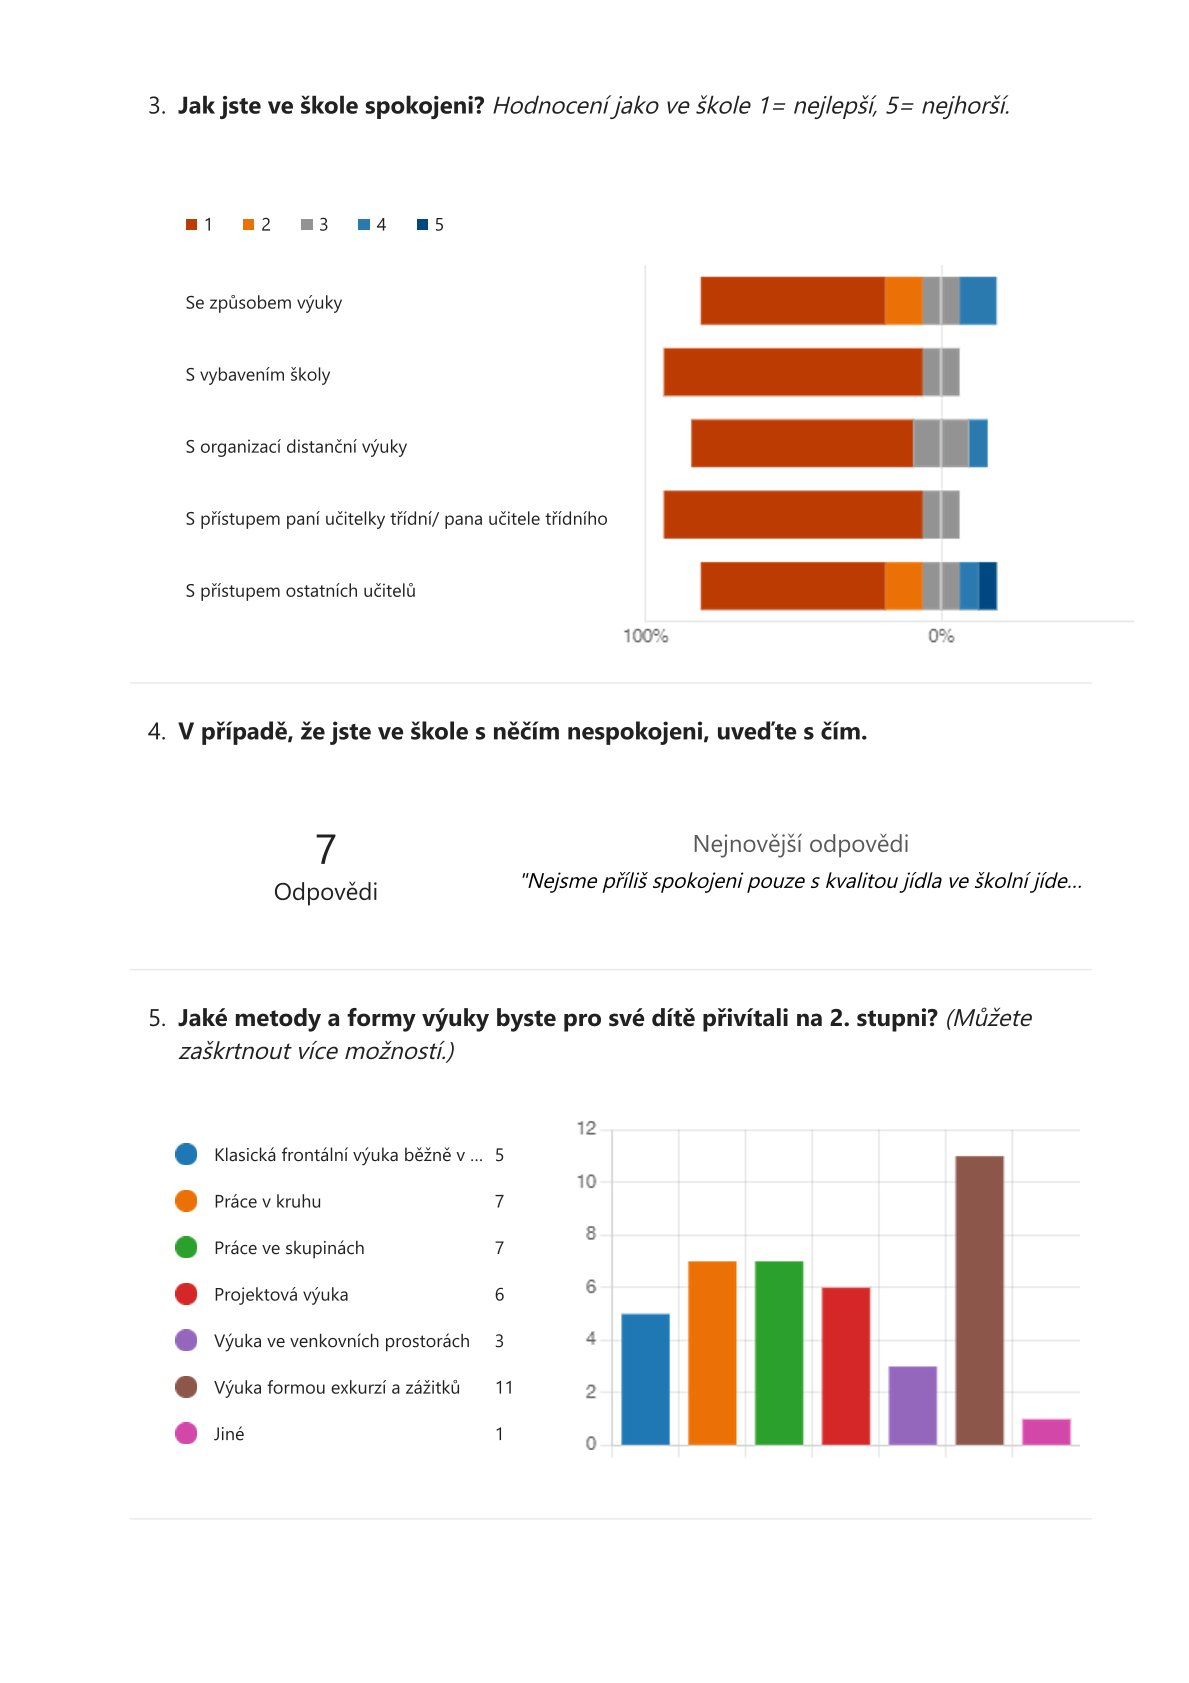 3. Jak jste ve škole spokojeni? Hodnocení jako ve škole 1= nejlepší, 5= nejhorší.
1 2 3 4 5
Se způsobem výuky
S vybavením školy
S organizací distanční výuky
S přístupem paní učitelky třídní/ pana učitele třídního
S přístupem ostatních učitelů
100% 0%
4. V případě, že jste ve škole s něčím nespokojeni, uveďte s čím.
7
Odpovědi
Nejnovější odpovědi
"Nejsme příliš spokojeni pouze s kvalitou jídla ve školní jíde...
5. Jaké metody a formy výuky byste pro své dítě přivítali na 2. stupni? (Můžete
zaškrtnout více možností.)
Klasická frontální výuka běžně v ... 5
Práce v kruhu 7
Práce ve skupinách 7
Projektová výuka 6
Výuka ve venkovních prostorách 3
Výuka formou exkurzí a zážitků 11
Jiné 1
12
10
8
6
4
2
0